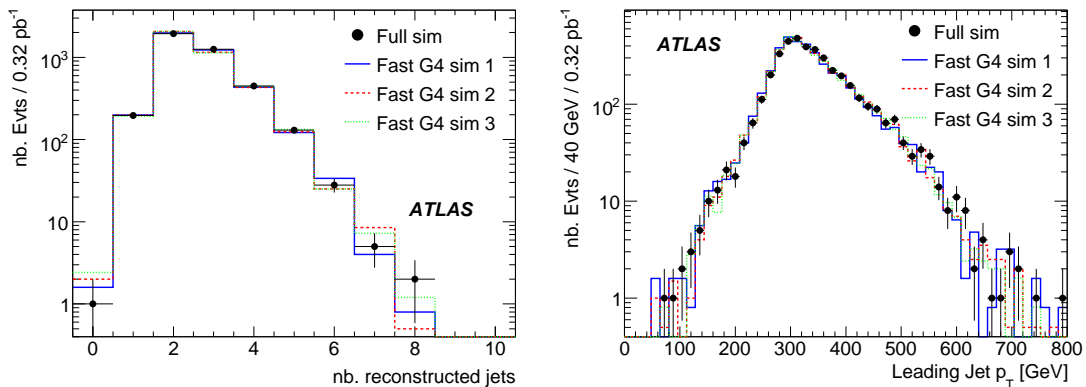 nb. Evts / 0.32 pb⁻¹
10³
10²
10
1
Full sim
Fast G4 sim 1
Fast G4 sim 2
Fast G4 sim 3
ATLAS
0 2 4 6 8 10
nb. reconstructed jets
nb. Evts / 40 GeV / 0.32 pb⁻¹
10²
10
1
ATLAS
Full sim
Fast G4 sim 1
Fast G4 sim 2
Fast G4 sim 3
0 100 200 300 400 500 600 700 800
Leading Jet p_T [GeV]